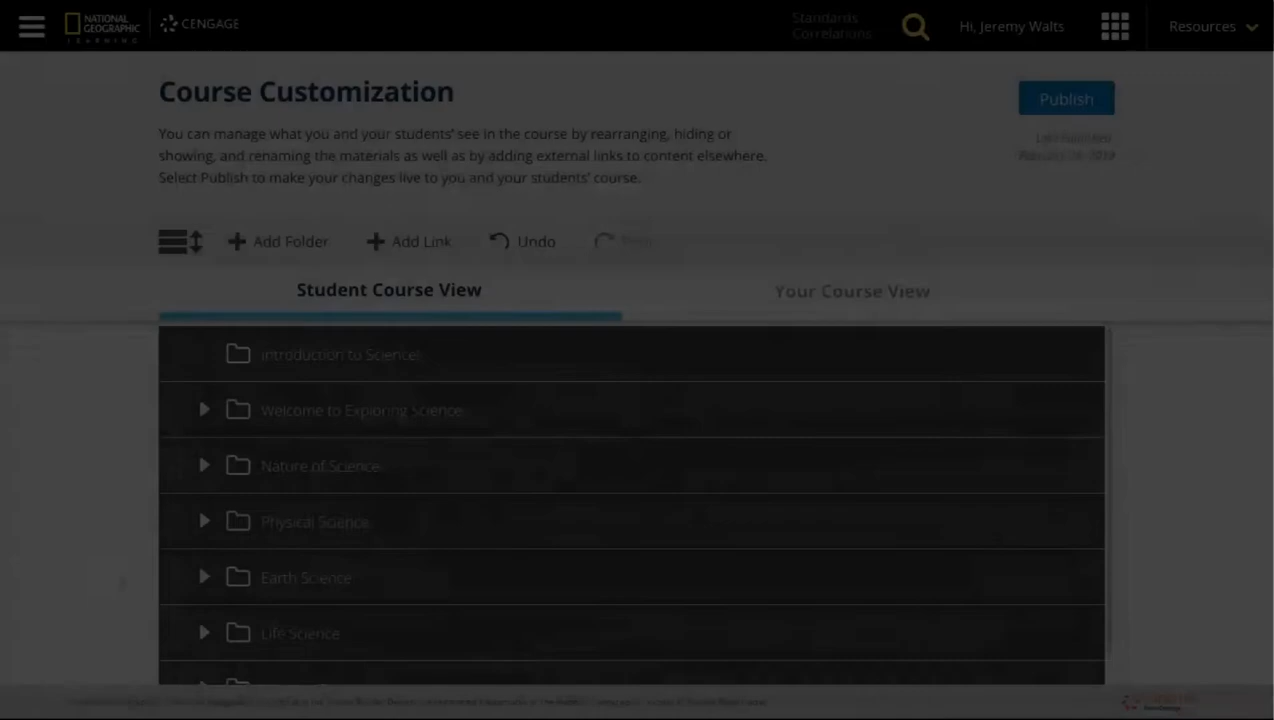 NATIONAL
GEOGRAPHIC
LEARNING
CENGAGE
Standards
Correlations
Hi, Jeremy Walts
Resources
Course Customization
Publish
You can manage what you and your students' see in the course by rearranging, hiding or
showing, and renaming the materials as well as by adding external links to content elsewhere.
Select Publish to make your changes live to you and your students' course.
Add Folder
Add Link
Undo
Student Course View
Your Course View
Introduction to Science!
Welcome to Exploring Science
Nature of Science
Physical Science
Earth Science
Life Science